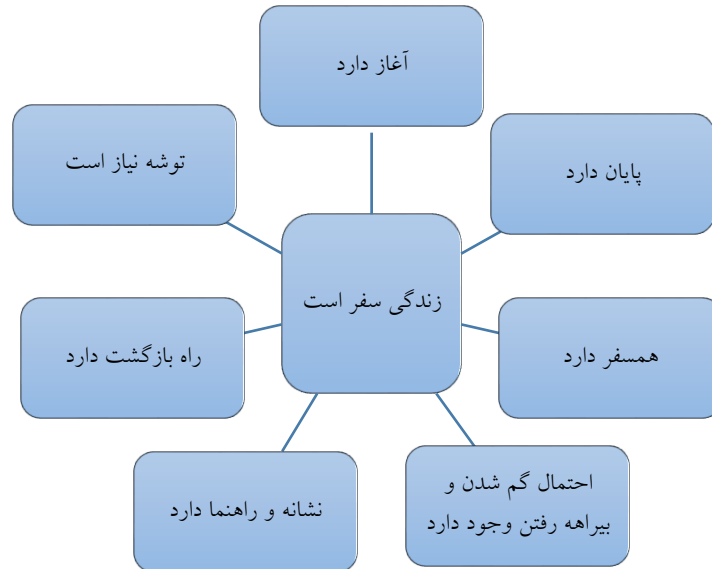 آغاز دارد
پایان دارد
توشه نیاز است
زندگی سفر است
همسفر دارد
راه بازگشت دارد
احتمال گم شدن و
بیراهه رفتن وجود دارد
نشانه و راهنما دارد